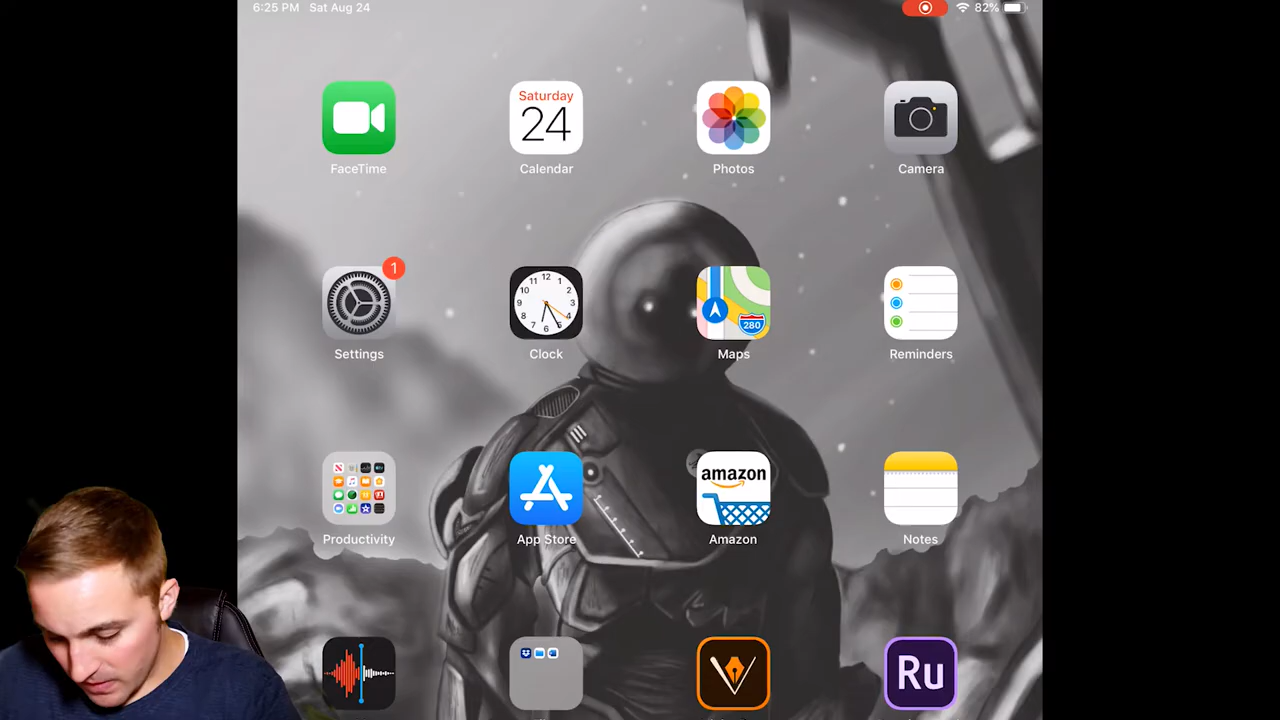 6:25 PM Sat Aug 24
82%
Saturday
24
FaceTime Calendar Photos Camera
1
280
Settings Clock Maps Reminders
amazon
Productivity App Store Amazon Notes
Ru